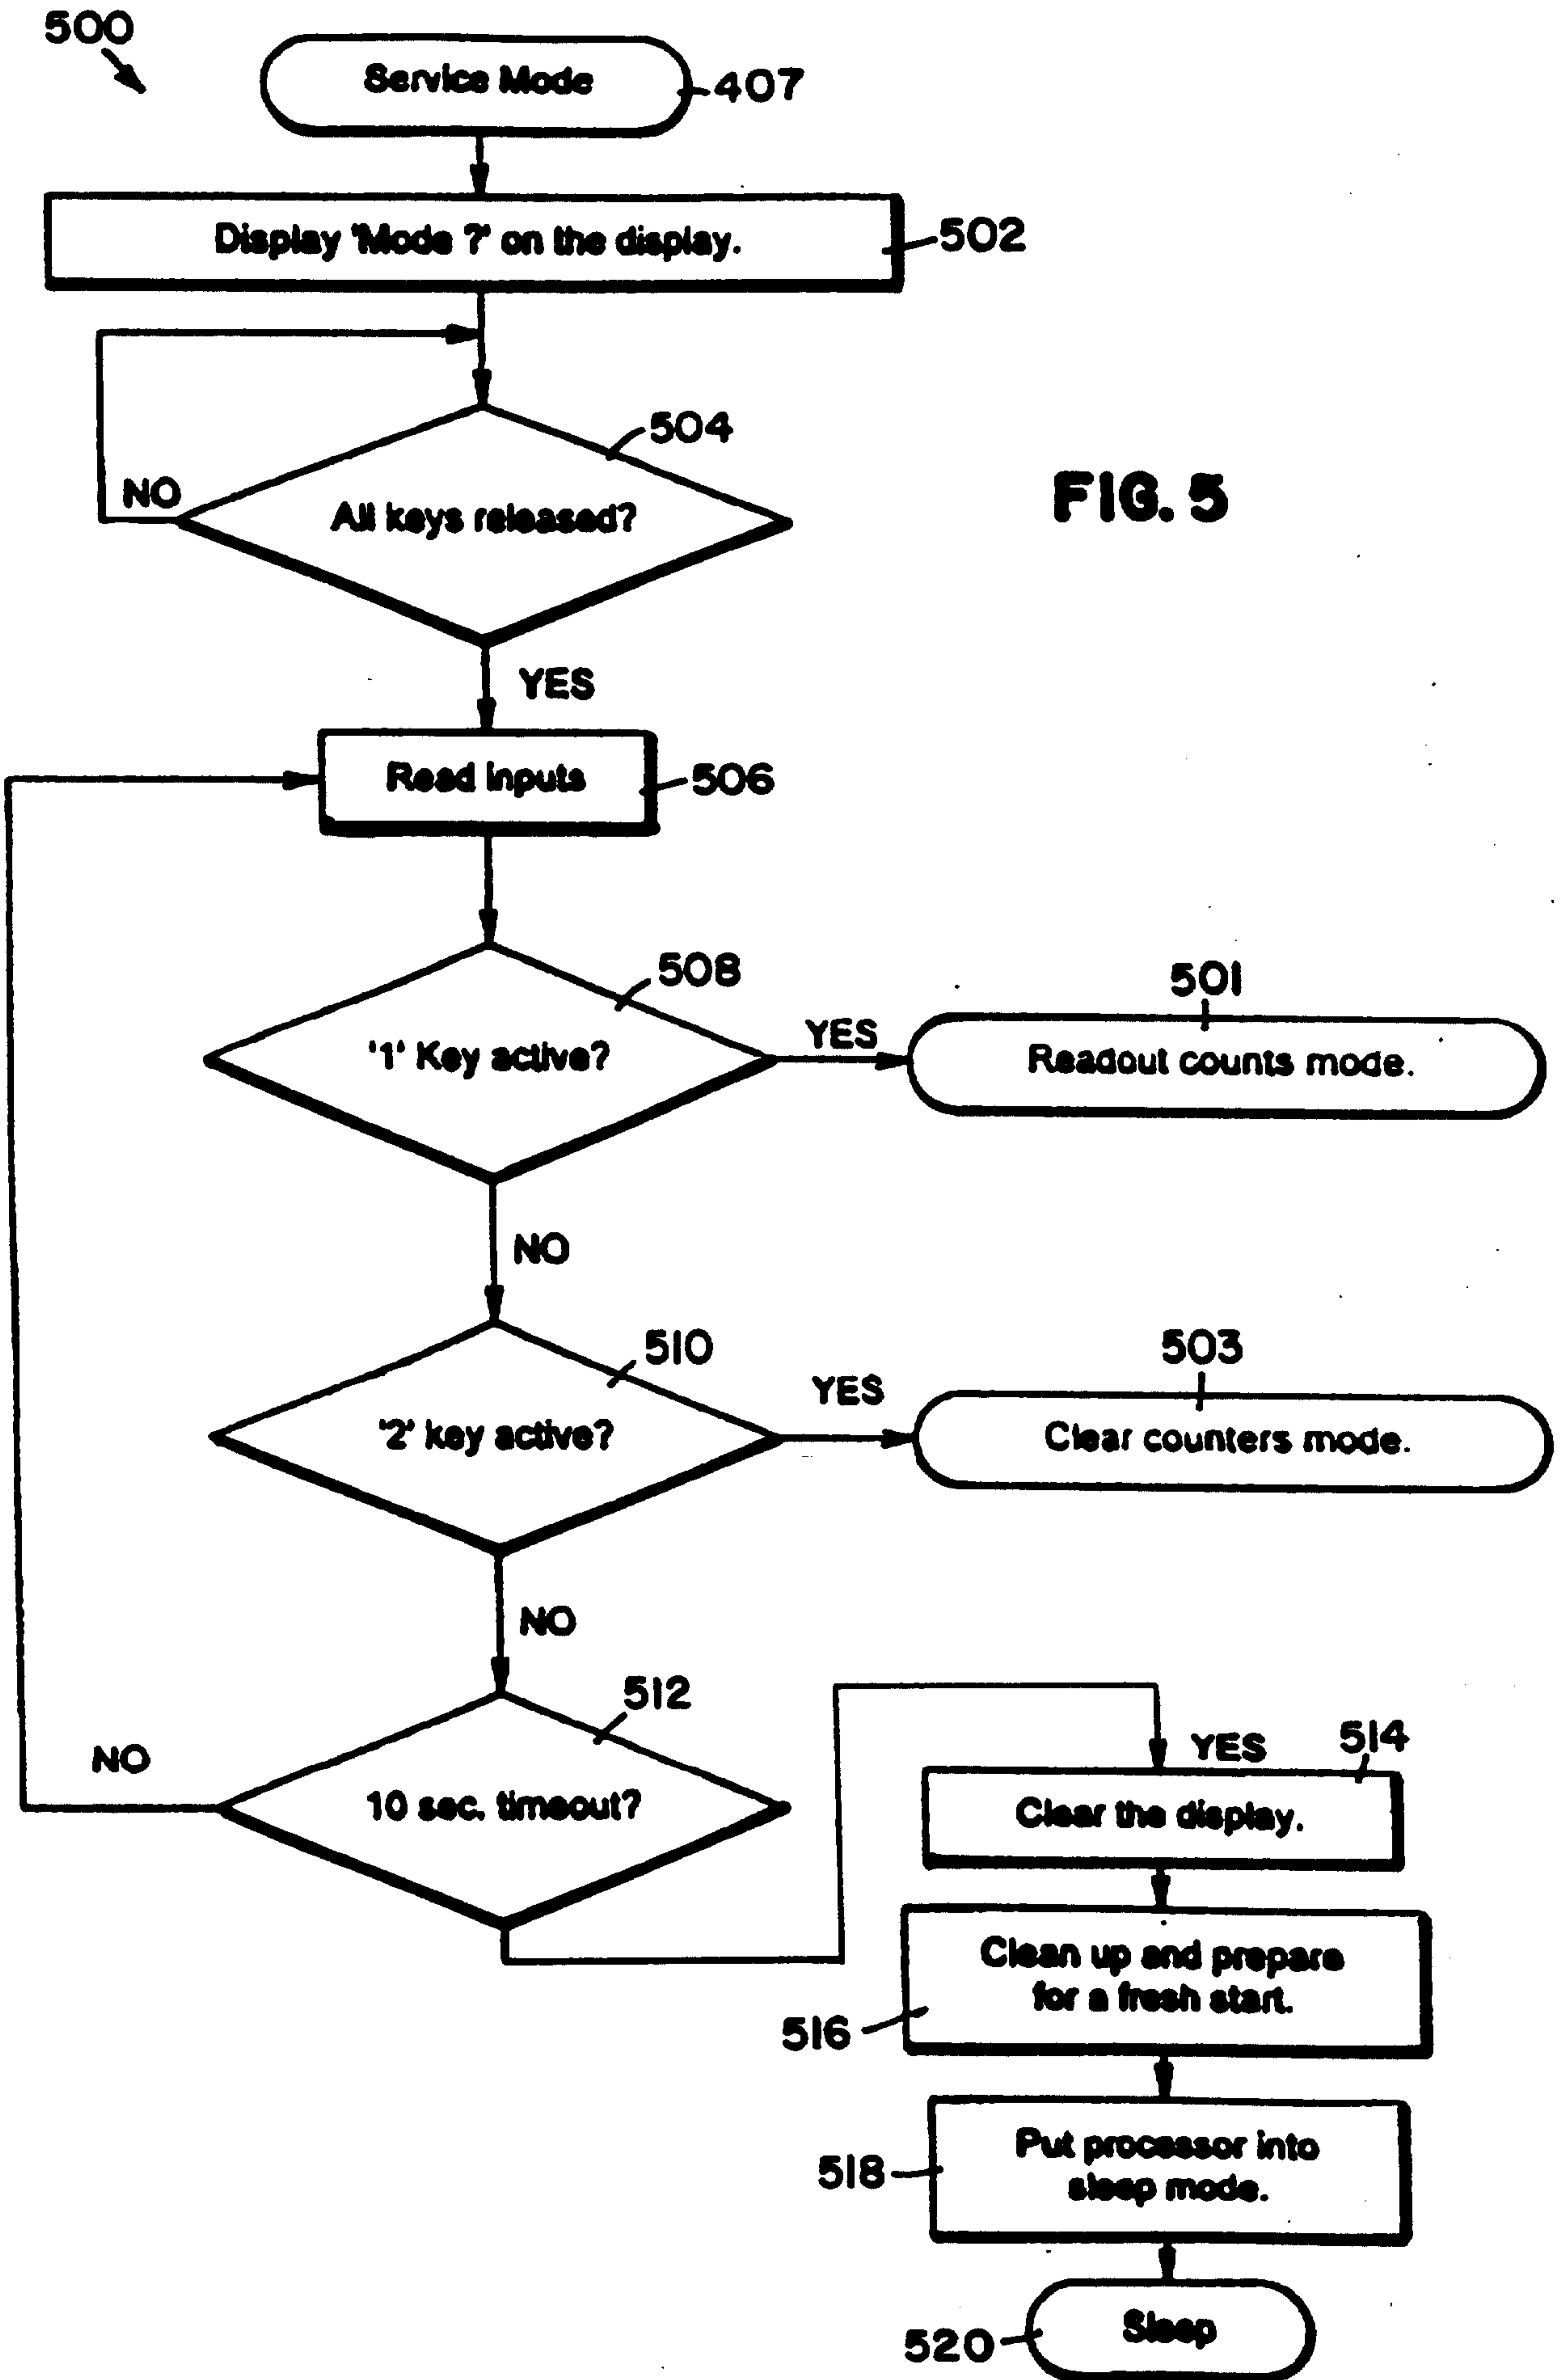 500
Service Mode
407
Display 'Mode ?' on the display.
502
504
NO
All keys released?
FIG. 5
YES
Read inputs
506
508
501
'1' Key active?
YES
Readout counts mode.
NO
510
503
'2' key active?
YES
Clear counters mode.
NO
512
NO
10 sec. timeout?
YES
514
Clear the display.
Clean up and prepare
for a fresh start.
516
Put processor into
sleep mode.
518
Sleep
520